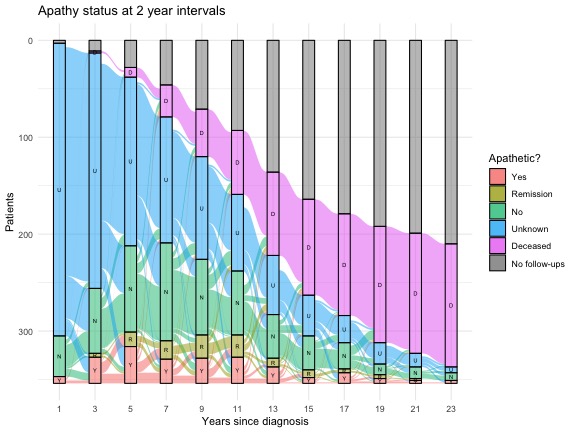 Apathy status at 2 year intervals
Patients
0
100
200
300
U
N
Y
U
N
Y
D
U
N
R
Y
D
U
N
R
Y
D
U
N
R
Y
D
U
N
R
Y
D
U
N
R
Y
D
U
N
R
D
U
N
Y
D
U
N
D
U
N
D
N
1 3 5 7 9 11 13 15 17 19 21 23
Years since diagnosis
Apathetic?
Yes
Remission
No
Unknown
Deceased
No follow-ups